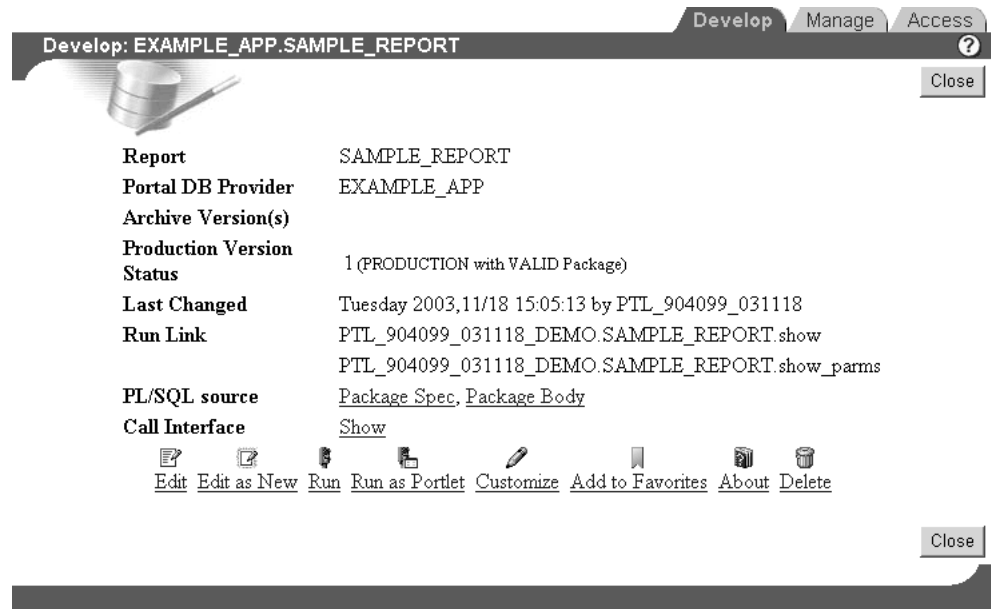 Develop Manage Access
Develop: EXAMPLE_APP.SAMPLE_REPORT ?
Close
Report SAMPLE_REPORT
Portal DB Provider EXAMPLE_APP
Archive Version(s)
Production Version
Status 1 (PRODUCTION with VALID Package)
Last Changed Tuesday 2003,11/18 15:05:13 by PTL_904099_031118
Run Link PTL_904099_031118_DEMO.SAMPLE_REPORT.show
PTL_904099_031118_DEMO.SAMPLE_REPORT.show_parms
PL/SQL source Package Spec, Package Body
Call Interface Show
Edit Edit as New Run Run as Portlet Customize Add to Favorites About Delete
Close